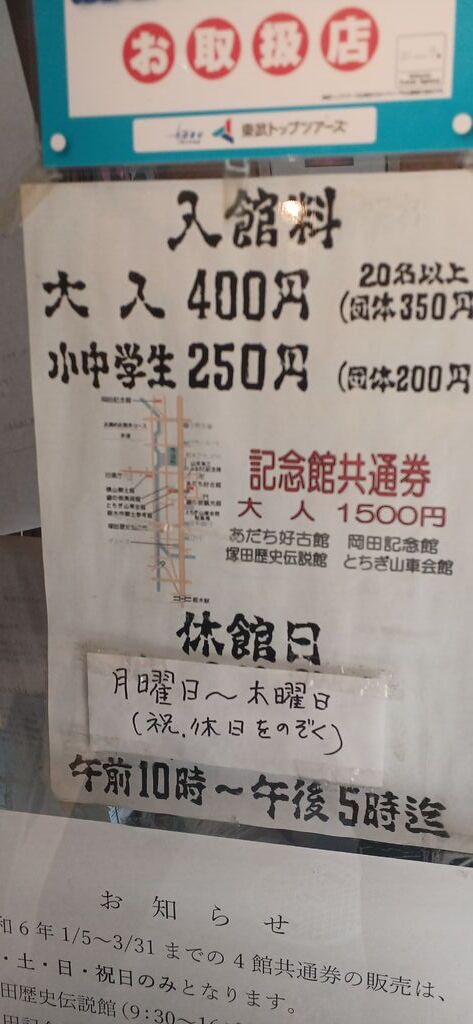 お取扱店
東武トップツアーズ
入館料
大人 400円 20名以上
(団体350円
小中学生 250円 (団体200円
記念館共通券
大人 1500円
あだち好古館 岡田記念館
塚田歴史伝説館 とちぎ山車会館
休館日
月曜日～木曜日
(祝、休日をのぞく)
午前10時～午後5時迄
お知らせ
和6年1/5～3/31までの4館共通券の販売は、
・土・日・祝日のみとなります。
田歴史伝説館(9:30～16